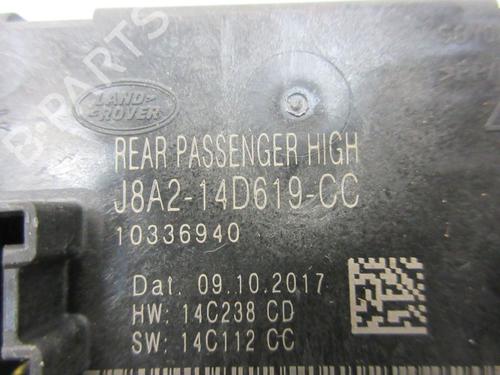 B-PARTS
LAND
ROVER
REAR PASSENGER HIGH
J8A2-14D619-CC
10336940
Dat. 09.10.2017
HW: 14C238 CD
SW: 14C112 CC